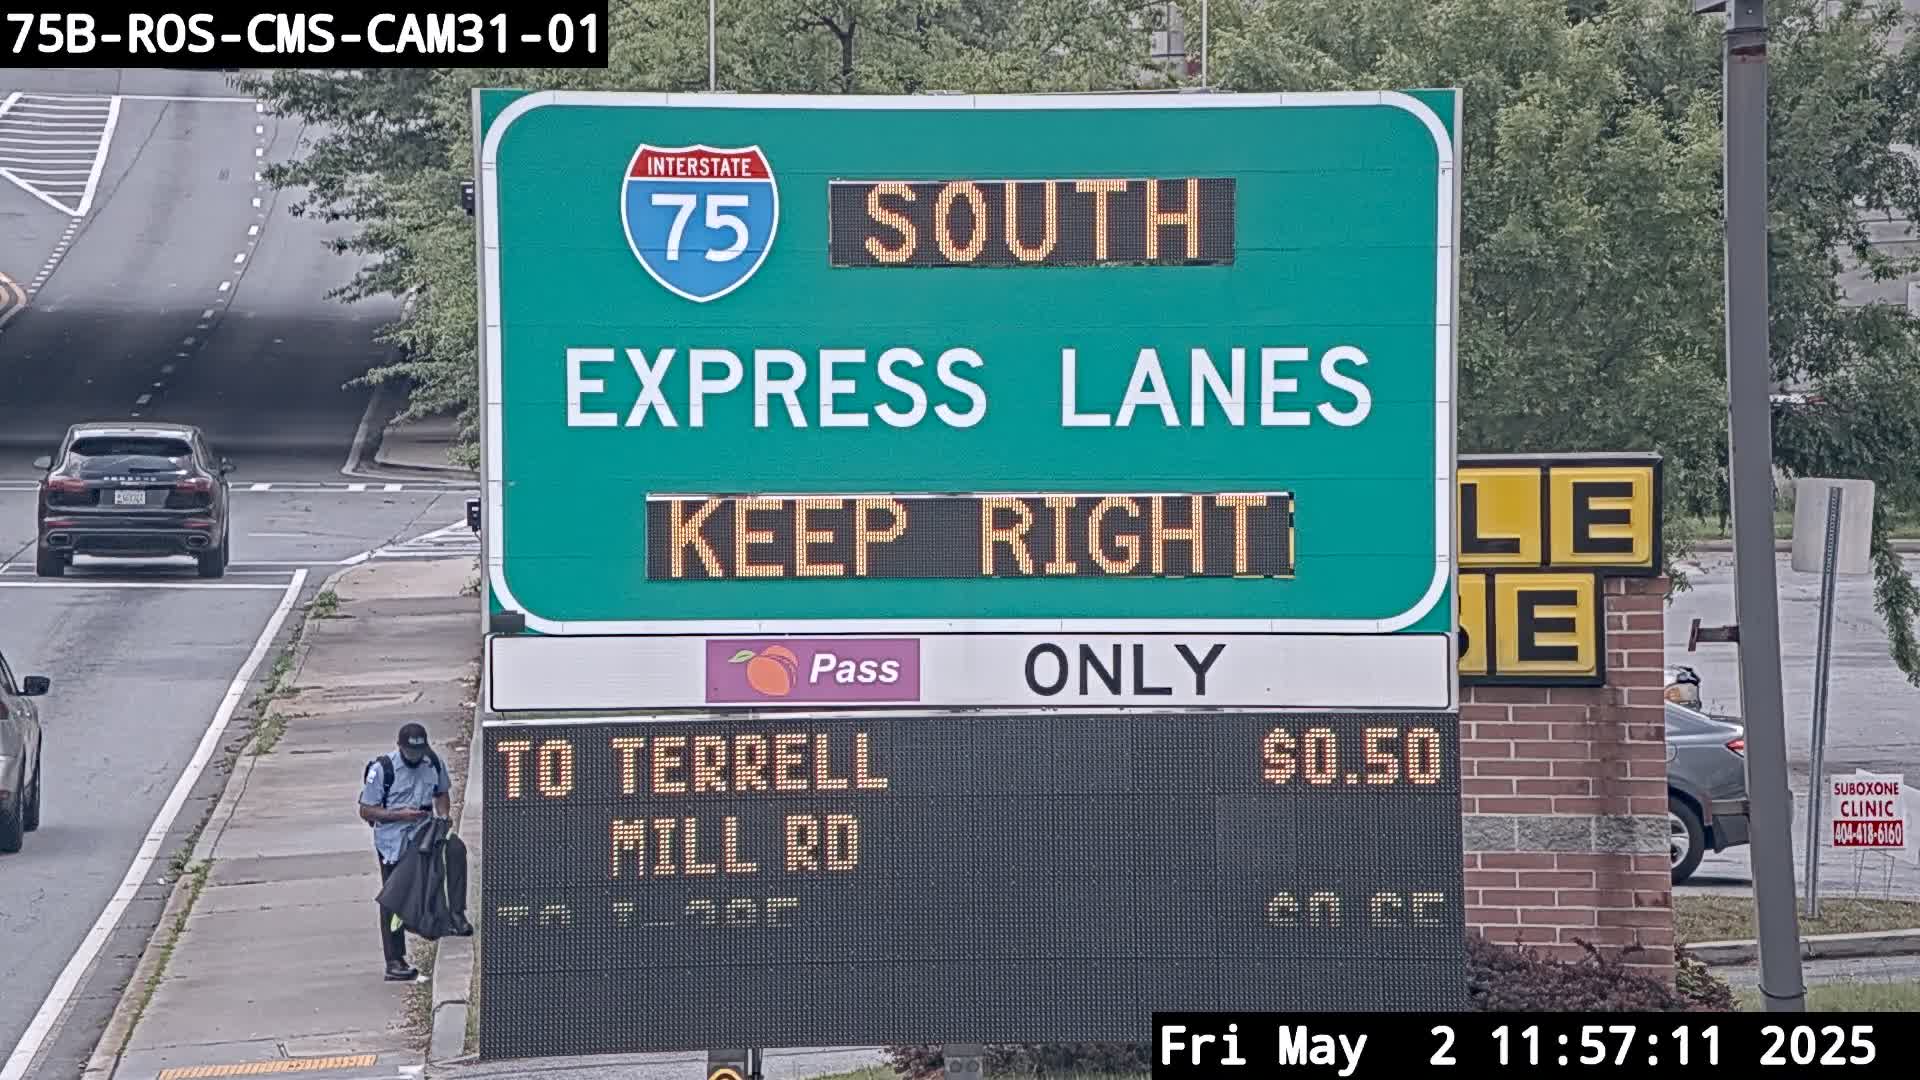 75B-ROS-CMS-CAM31-01
INTERSTATE
75
SOUTH
EXPRESS LANES
KEEP RIGHT
LE
E
Pass ONLY
TO TERRELL $0.50
MILL RD
SUBOXONE
CLINIC
404-418-6160
Fri May 2 11:57:11 2025